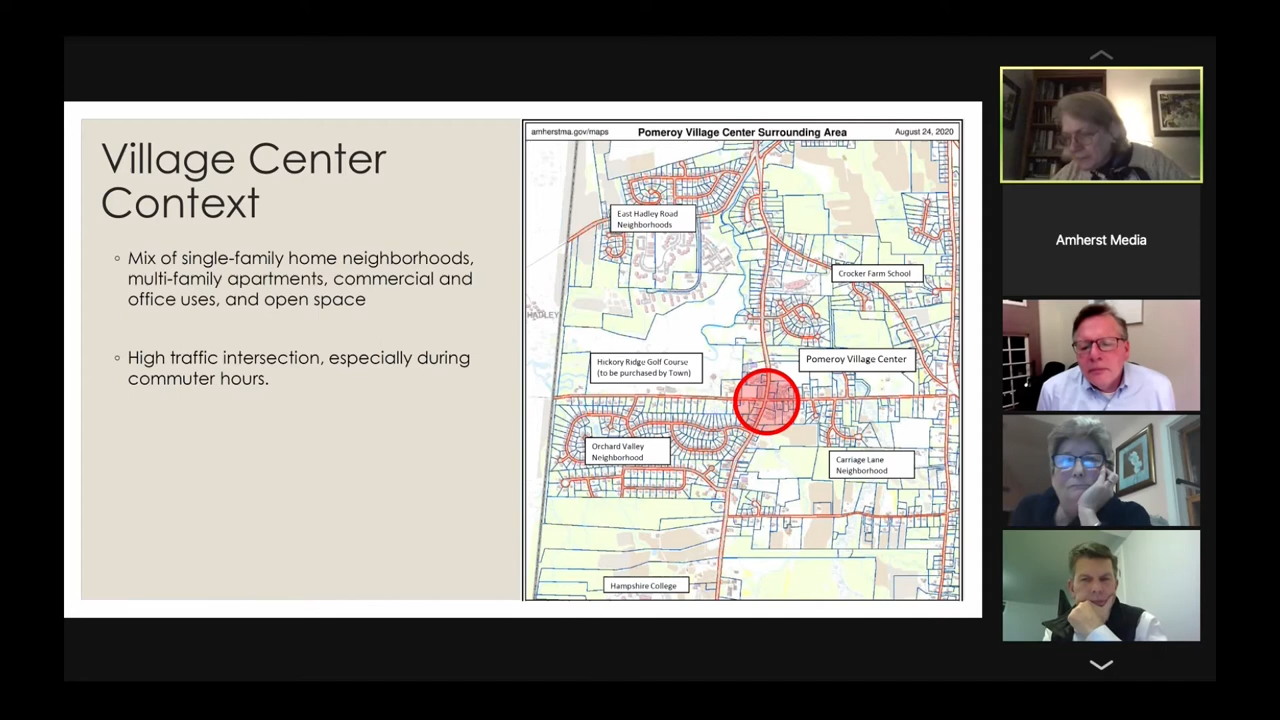 Village Center
Context
◦ Mix of single-family home neighborhoods,
multi-family apartments, commercial and
office uses, and open space
◦ High traffic intersection, especially during
commuter hours.
amherstma.gov/maps
Pomeroy Village Center Surrounding Area
August 24, 2020
East Hadley Road
Neighborhoods
Crocker Farm School
HADLEY
Hickory Ridge Golf Course
(to be purchased by Town)
Pomeroy Village Center
Orchard Valley
Neighborhood
Carriage Lane
Neighborhood
Hampshire College
Amherst Media